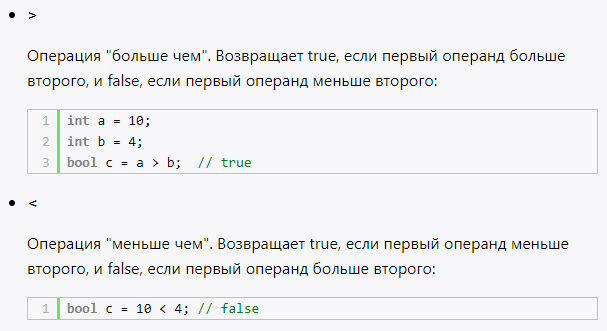 • >
Операция "больше чем". Возвращает true, если первый операнд больше
второго, и false, если первый операнд меньше второго:
1 int a = 10;
2 int b = 4;
3 bool c = a > b;  // true
• <
Операция "меньше чем". Возвращает true, если первый операнд меньше
второго, и false, если первый операнд больше второго:
1 bool c = 10 < 4; // false